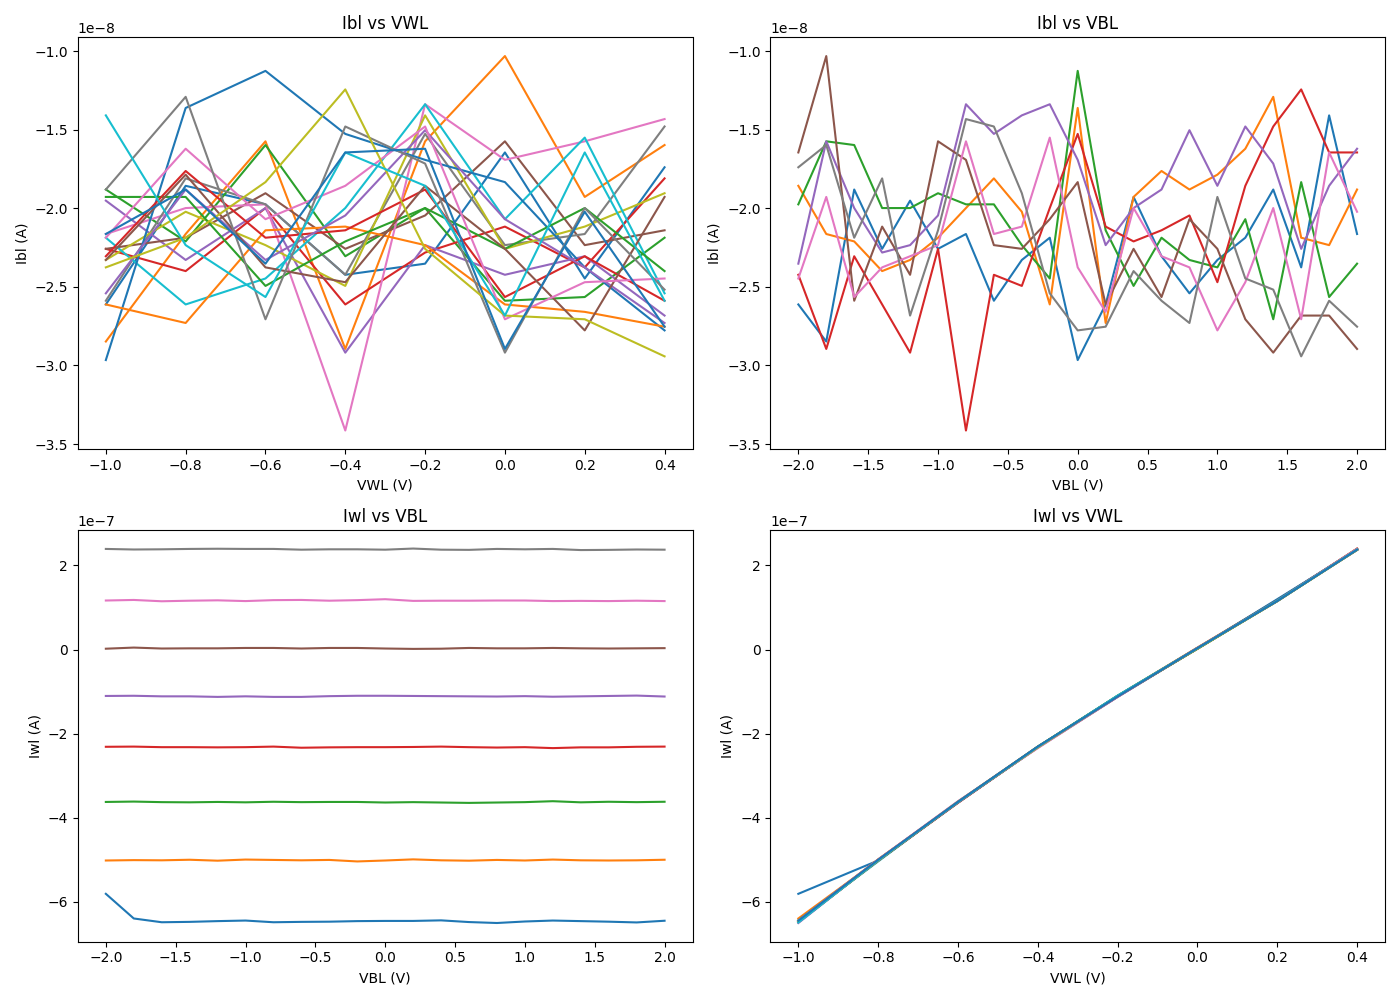 Ibl vs VWL
1e−8
Ibl (A)
−1.0
−1.5
−2.0
−2.5
−3.0
−3.5
−1.0 −0.8 −0.6 −0.4 −0.2 0.0 0.2 0.4
VWL (V)
Ibl vs VBL
1e−8
Ibl (A)
−1.0
−1.5
−2.0
−2.5
−3.0
−3.5
−2.0 −1.5 −1.0 −0.5 0.0 0.5 1.0 1.5 2.0
VBL (V)
Iwl vs VBL
1e−7
Iwl (A)
2
0
−2
−4
−6
−2.0 −1.5 −1.0 −0.5 0.0 0.5 1.0 1.5 2.0
VBL (V)
Iwl vs VWL
1e−7
Iwl (A)
2
0
−2
−4
−6
−1.0 −0.8 −0.6 −0.4 −0.2 0.0 0.2 0.4
VWL (V)